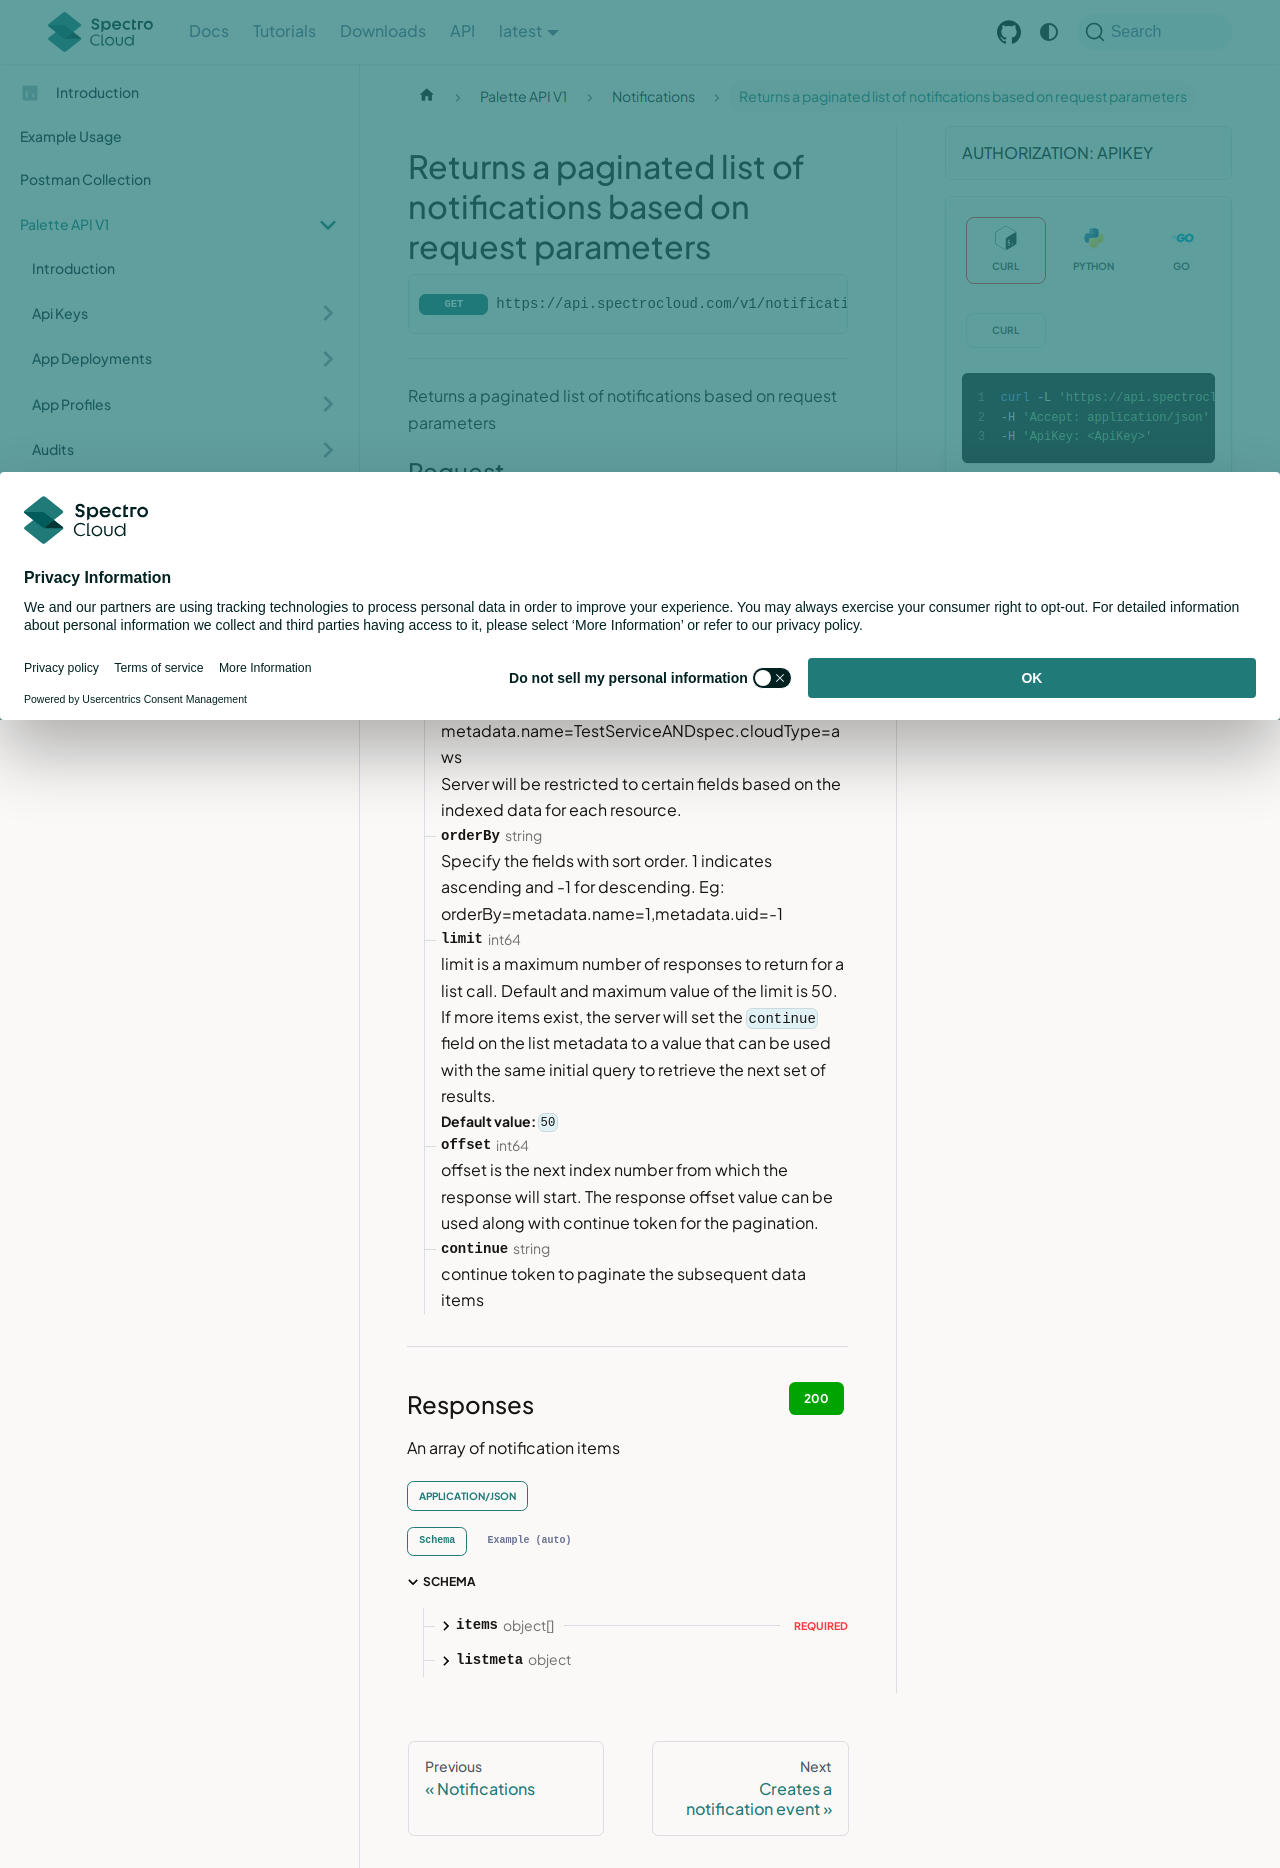 Spectro Cloud
Docs
Tutorials
Downloads
API
latest
Search
Introduction
Example Usage
Postman Collection
Palette API V1
Introduction
Api Keys
App Deployments
App Profiles
Audits
Palette API V1
Notifications
Returns a paginated list of notifications based on request parameters
Returns a paginated list of
notifications based on
request parameters
GET
https://api.spectrocloud.com/v1/notificati
Returns a paginated list of notifications based on request
parameters
Request
AUTHORIZATION: APIKEY
CURL
PYTHON
GO
CURL
1 curl -L 'https://api.spectrocl
2 -H 'Accept: application/json'
3 -H 'ApiKey: <ApiKey>'
Spectro
Cloud
Privacy Information
We and our partners are using tracking technologies to process personal data in order to improve your experience. You may always exercise your consumer right to opt-out. For detailed information
about personal information we collect and third parties having access to it, please select ‘More Information’ or refer to our privacy policy.
Privacy policy
Terms of service
More Information
Powered by Usercentrics Consent Management
Do not sell my personal information
OK
metadata.name=TestServiceANDspec.cloudType=a
ws
Server will be restricted to certain fields based on the
indexed data for each resource.
orderBy string
Specify the fields with sort order. 1 indicates
ascending and -1 for descending. Eg:
orderBy=metadata.name=1,metadata.uid=-1
limit int64
limit is a maximum number of responses to return for a
list call. Default and maximum value of the limit is 50.
If more items exist, the server will set the continue
field on the list metadata to a value that can be used
with the same initial query to retrieve the next set of
results.
Default value: 50
offset int64
offset is the next index number from which the
response will start. The response offset value can be
used along with continue token for the pagination.
continue string
continue token to paginate the subsequent data
items
Responses
200
An array of notification items
APPLICATION/JSON
Schema
Example (auto)
SCHEMA
items object[]
REQUIRED
listmeta object
Previous
« Notifications
Next
Creates a
notification event »